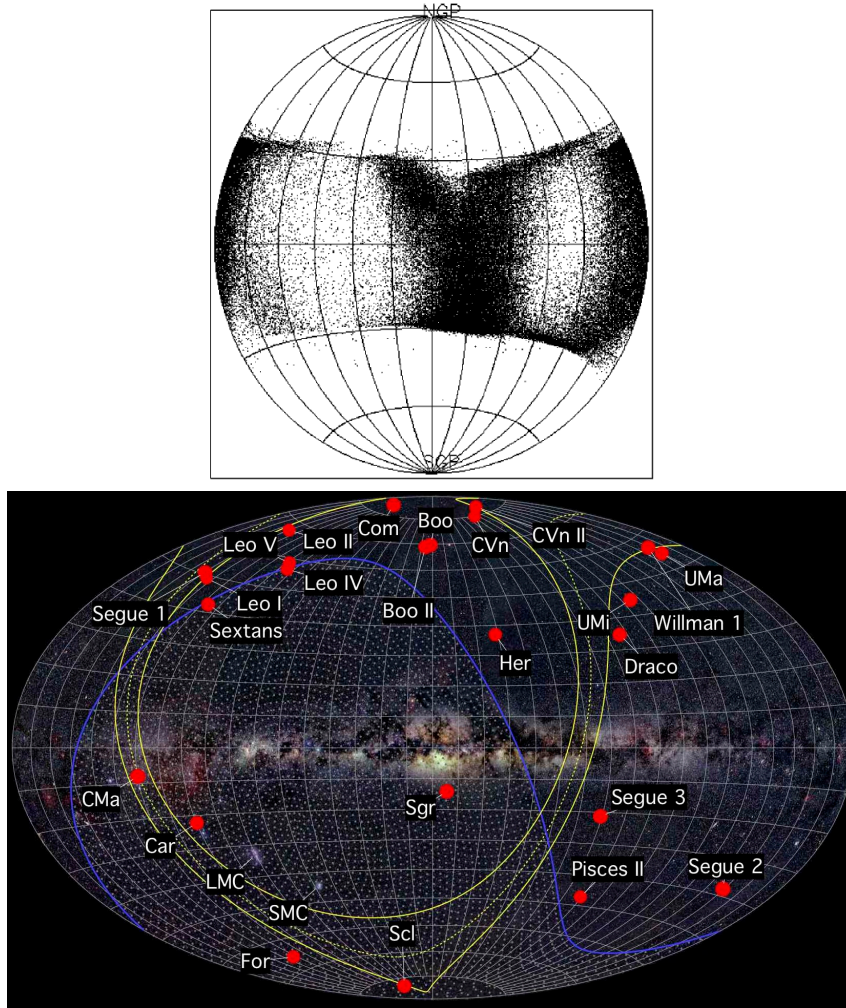 NGP
SGP
Com
Boo
CVn
CVn II
Leo V
Leo II
UMa
Leo IV
Segue 1
Leo I
Boo II
Sextans
UMi
Willman 1
Her
Draco
CMa
Sgr
Segue 3
Car
LMC
Pisces II
Segue 2
SMC
Scl
For